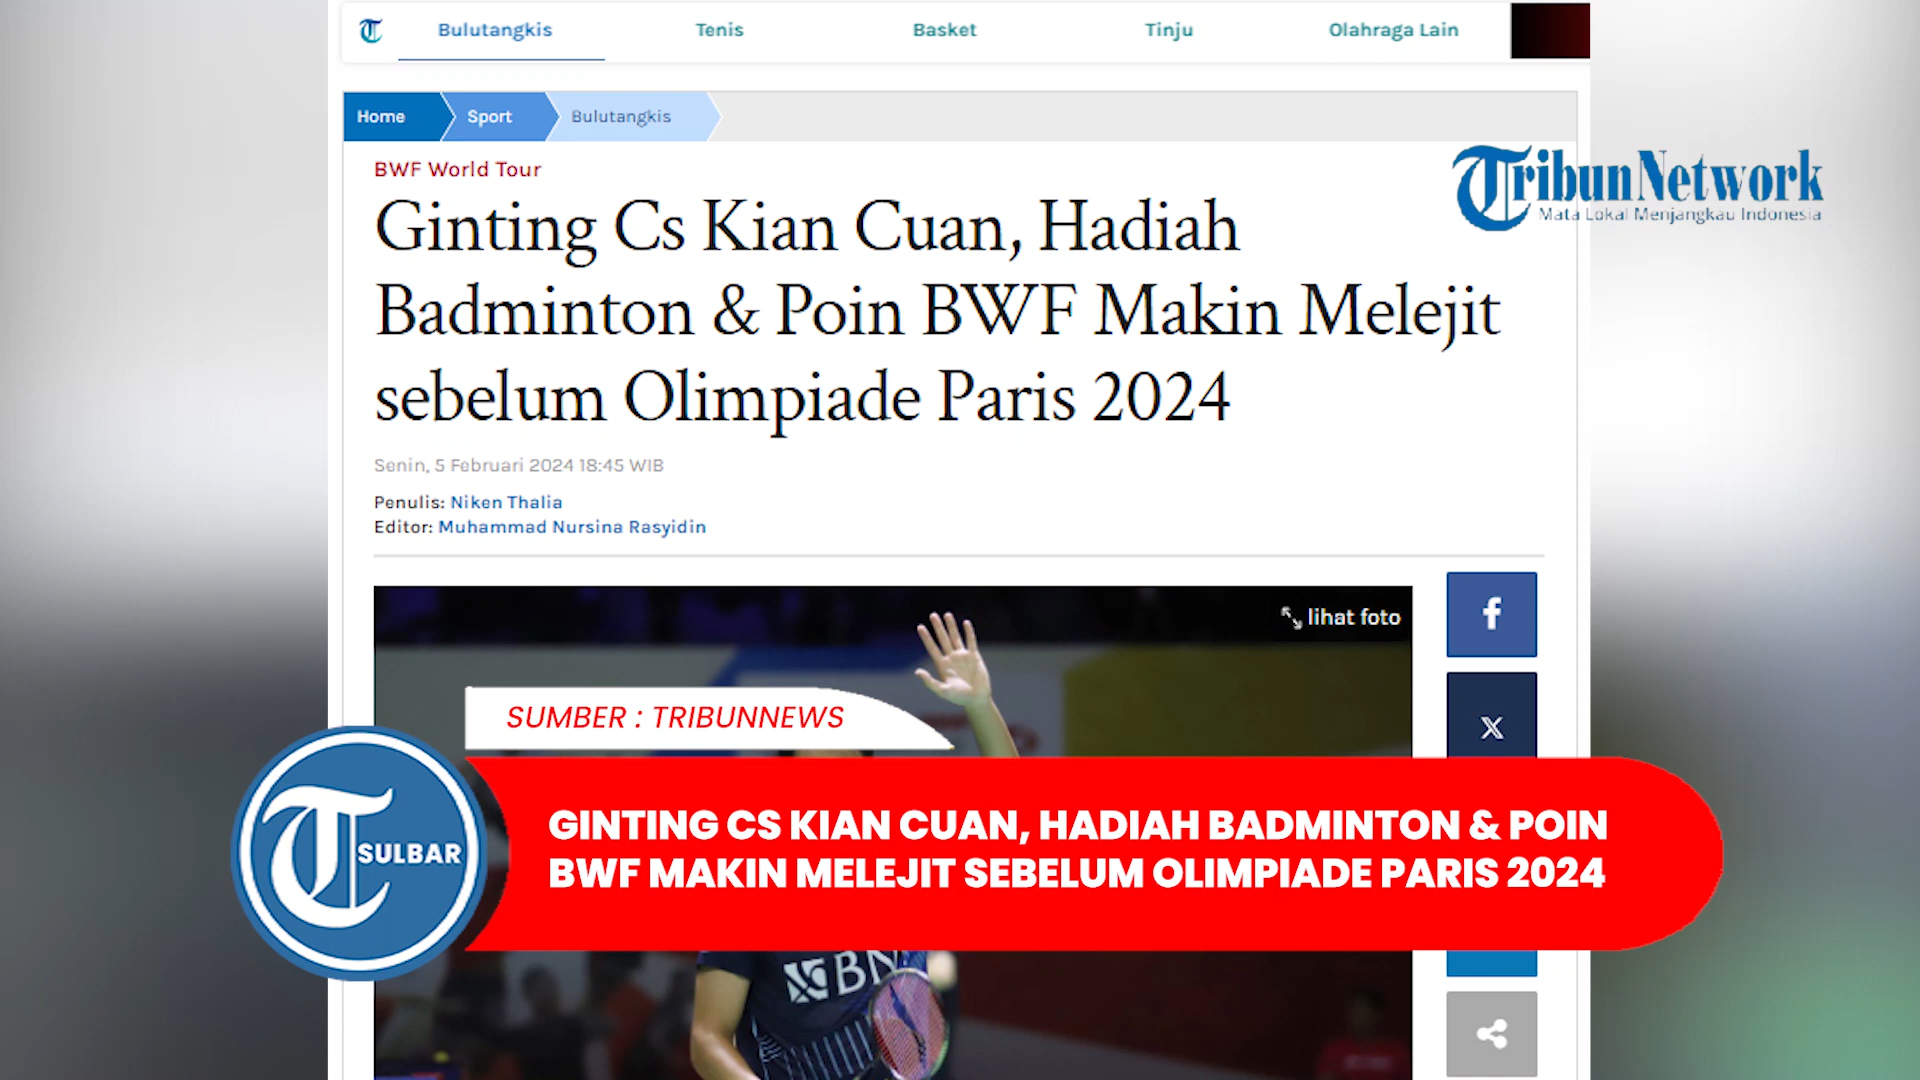 Bulutangkis Tenis Basket Tinju Olahraga Lain
Home Sport Bulutangkis
BWF World Tour
Ginting Cs Kian Cuan, Hadiah
Badminton & Poin BWF Makin Melejit
sebelum Olimpiade Paris 2024
Senin, 5 Februari 2024 18:45 WIB
Penulis: Niken Thalia
Editor: Muhammad Nursina Rasyidin
TribunNetwork
Mata Lokal Menjangkau Indonesia
lihat foto
SUMBER : TRIBUNNEWS
GINTING CS KIAN CUAN, HADIAH BADMINTON & POIN
BWF MAKIN MELEJIT SEBELUM OLIMPIADE PARIS 2024
T SULBAR
BN